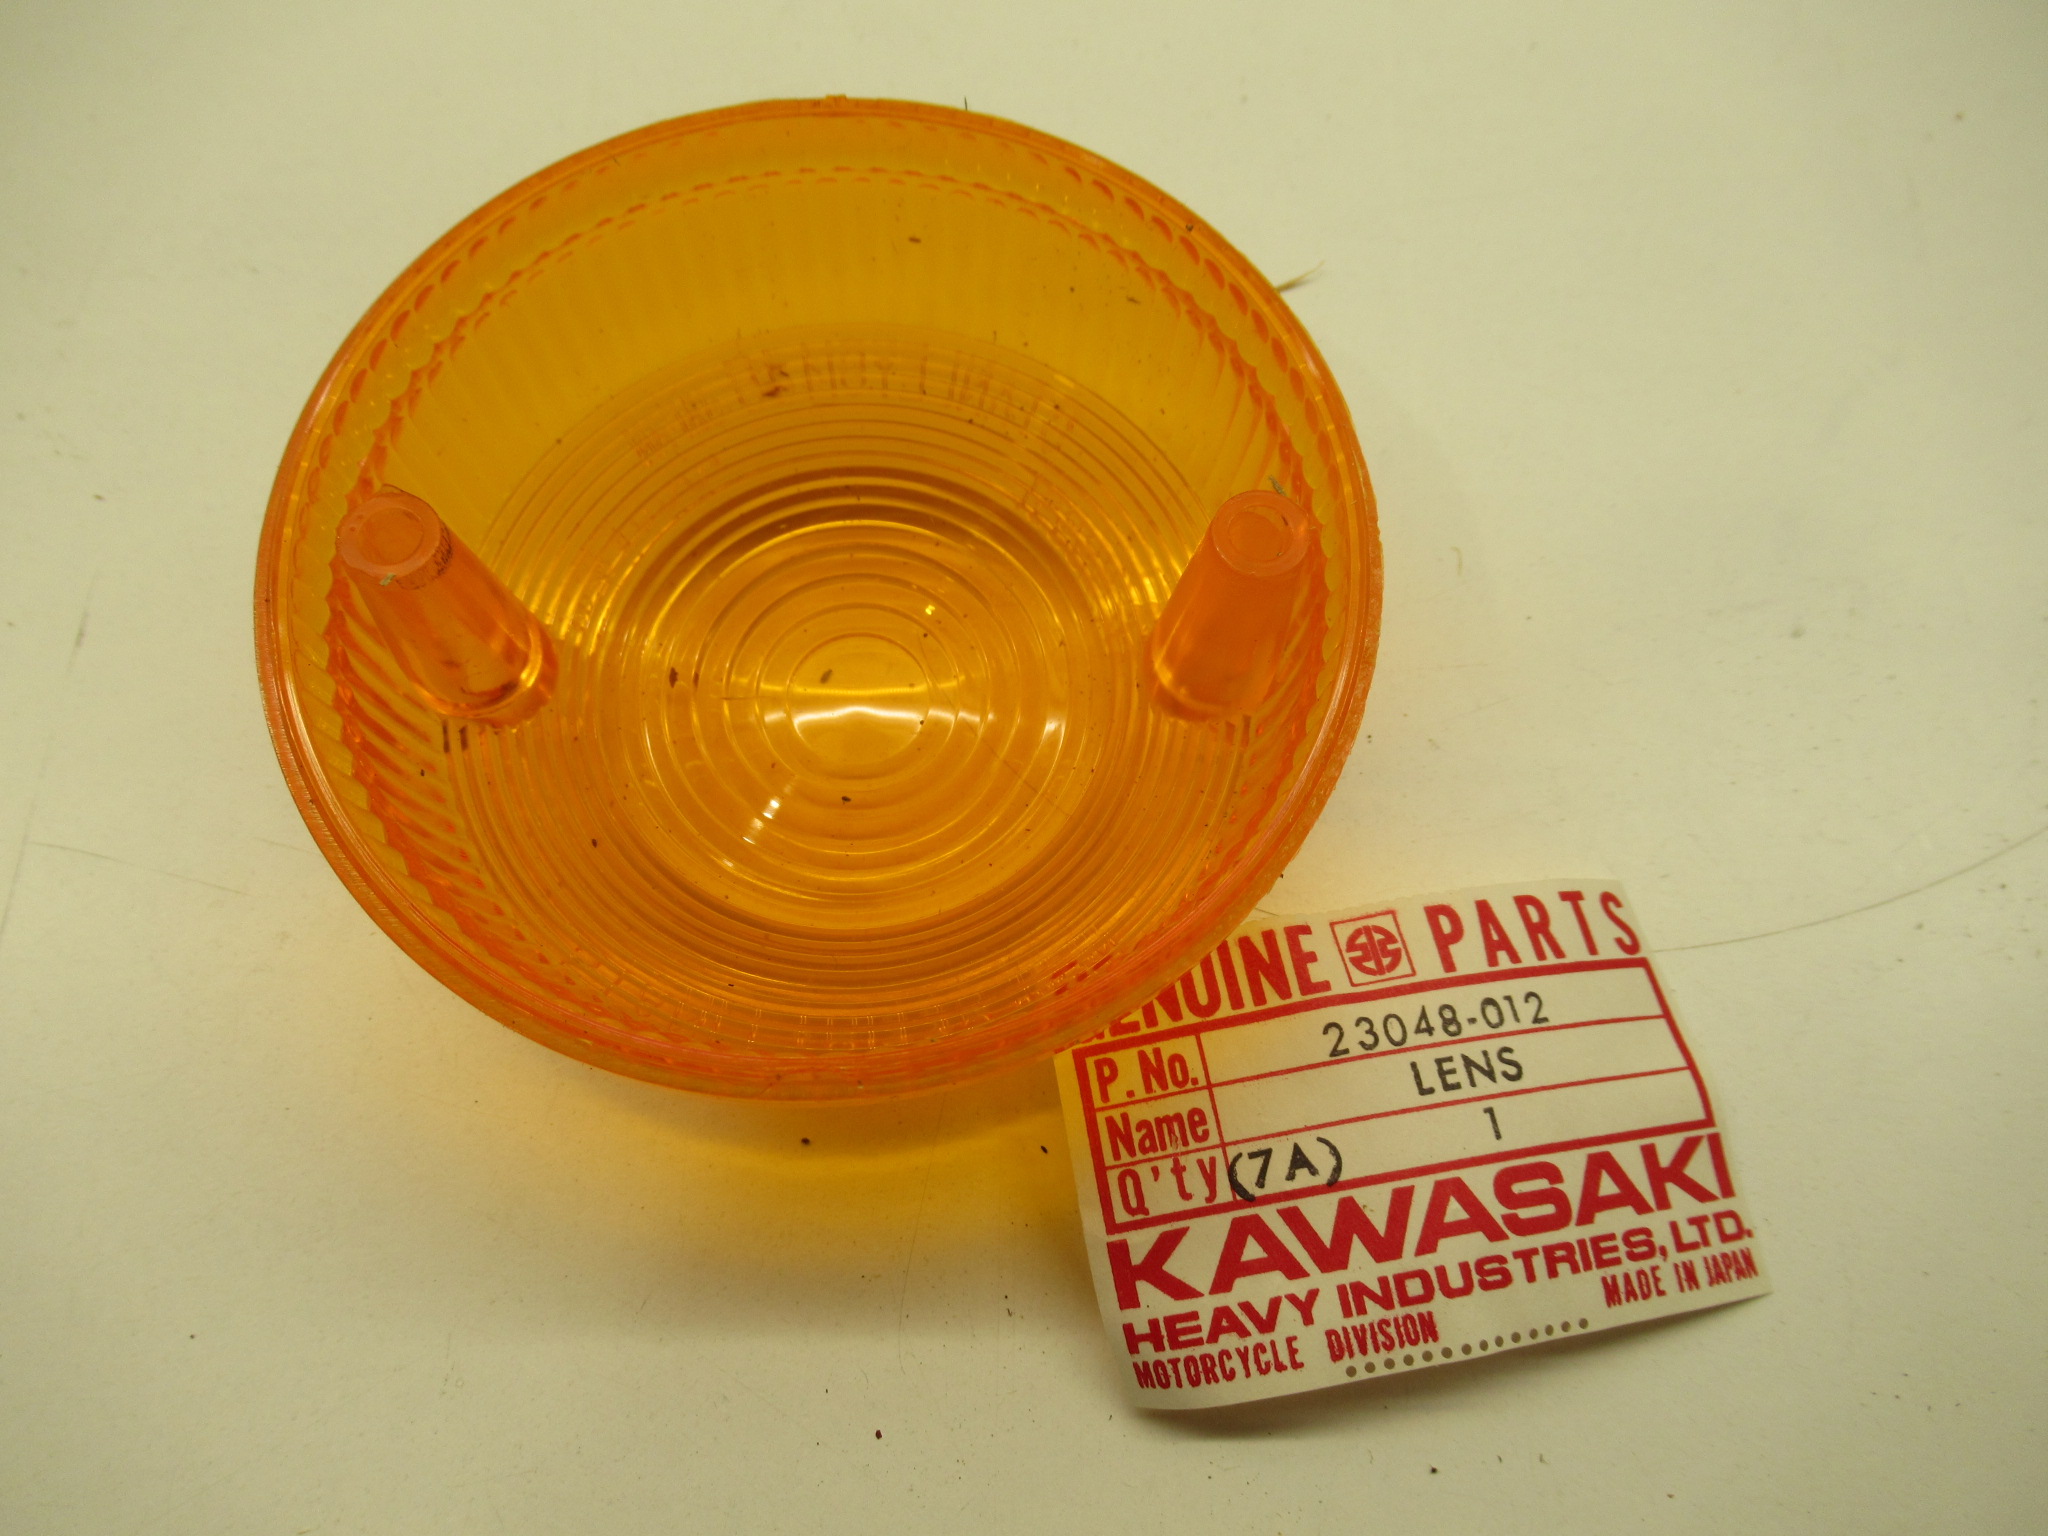 GENUINE PARTS
P. No. 23048-012
Name LENS
Q'ty (7A) 1
KAWASAKI
HEAVY INDUSTRIES, LTD.
MOTORCYCLE DIVISION MADE IN JAPAN